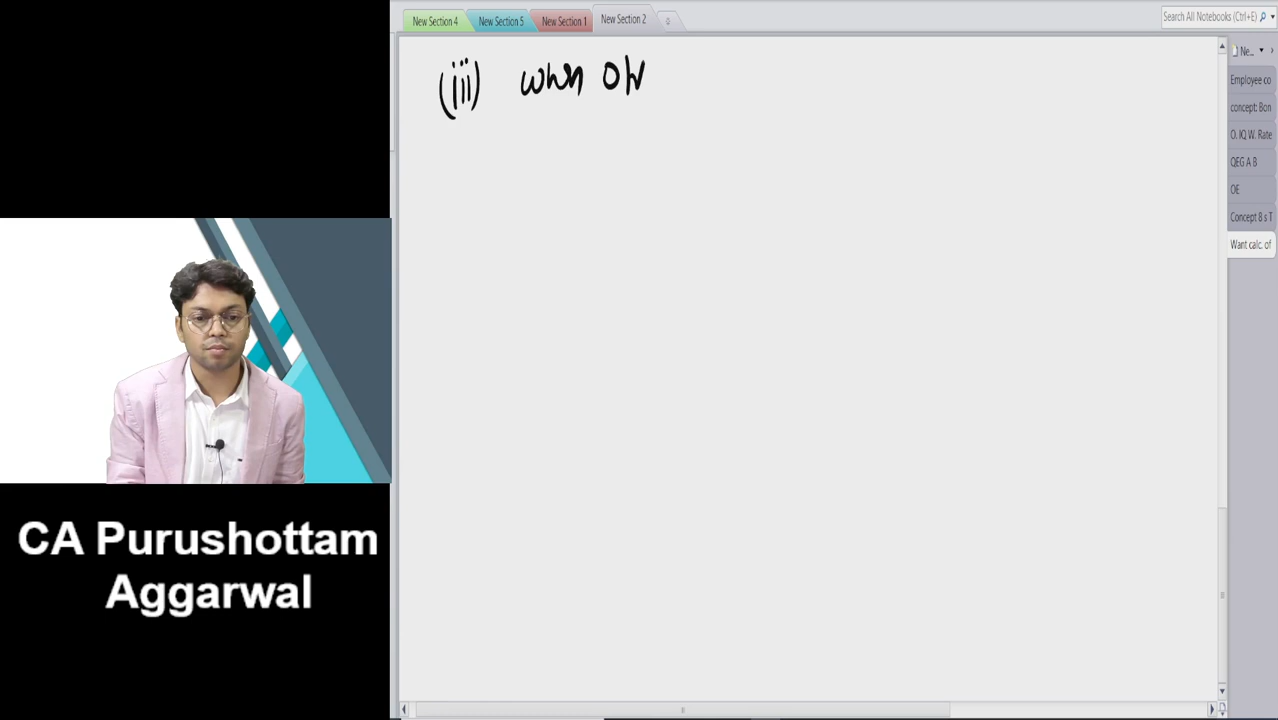 New Section 4
New Section 5
New Section 1
New Section 2
Search All Notebooks (Ctrl+E)
Ne...
Employee co
concept: Bon
O. IQ W. Rate
QEG A B
OE
Concept 8 s T
Want calc. of
(iii) when
CA Purushottam
Aggarwal